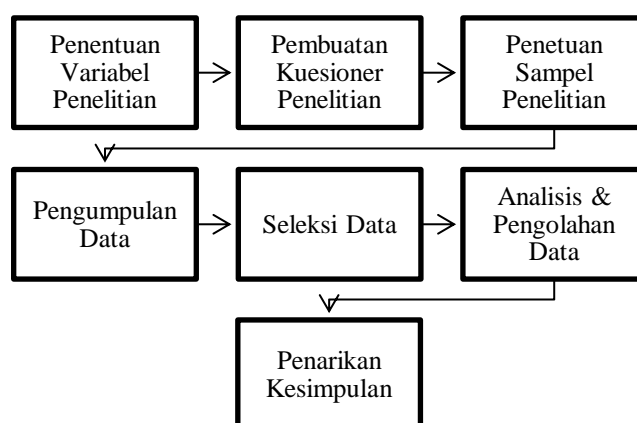 Penentuan
Variabel
Penelitian
Pembuatan
Kuesioner
Penelitian
Penetuan
Sampel
Penelitian
Pengumpulan
Data
Seleksi Data
Analisis &
Pengolahan
Data
Penarikan
Kesimpulan